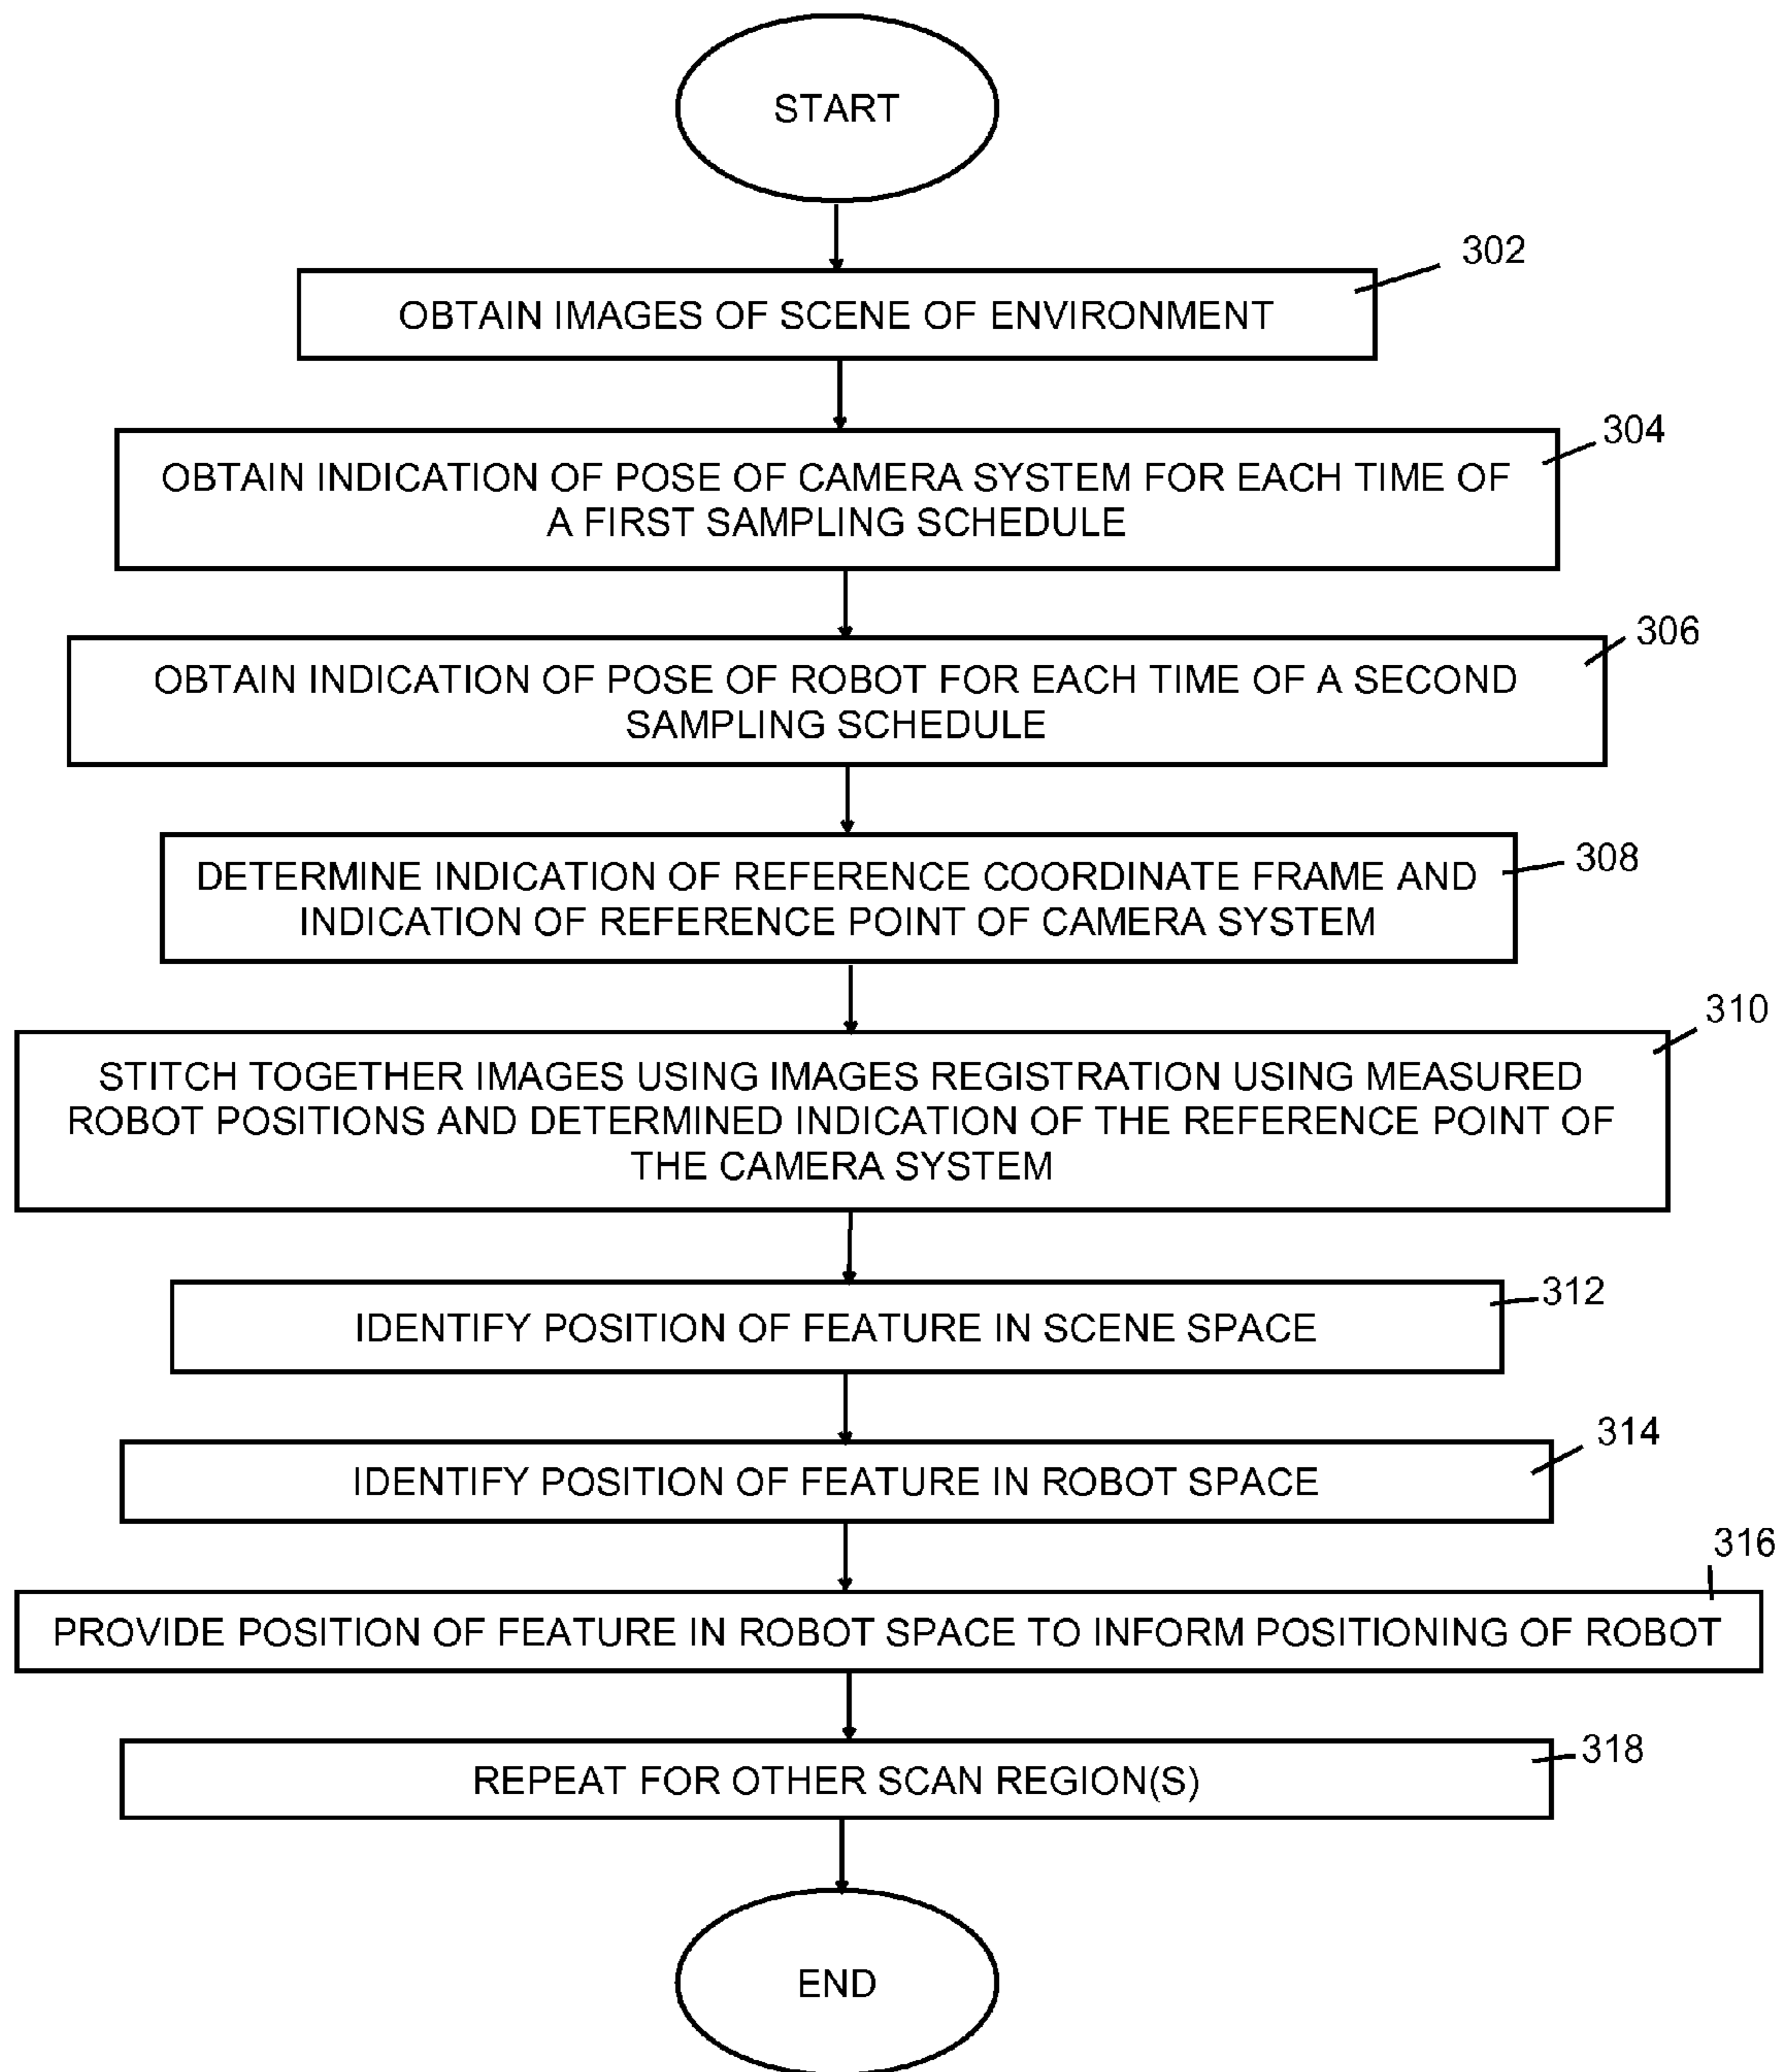 START
302
OBTAIN IMAGES OF SCENE OF ENVIRONMENT
304
OBTAIN INDICATION OF POSE OF CAMERA SYSTEM FOR EACH TIME OF
A FIRST SAMPLING SCHEDULE
306
OBTAIN INDICATION OF POSE OF ROBOT FOR EACH TIME OF A SECOND
SAMPLING SCHEDULE
308
DETERMINE INDICATION OF REFERENCE COORDINATE FRAME AND
INDICATION OF REFERENCE POINT OF CAMERA SYSTEM
310
STITCH TOGETHER IMAGES USING IMAGES REGISTRATION USING MEASURED
ROBOT POSITIONS AND DETERMINED INDICATION OF THE REFERENCE POINT OF
THE CAMERA SYSTEM
312
IDENTIFY POSITION OF FEATURE IN SCENE SPACE
314
IDENTIFY POSITION OF FEATURE IN ROBOT SPACE
316
PROVIDE POSITION OF FEATURE IN ROBOT SPACE TO INFORM POSITIONING OF ROBOT
318
REPEAT FOR OTHER SCAN REGION(S)
END